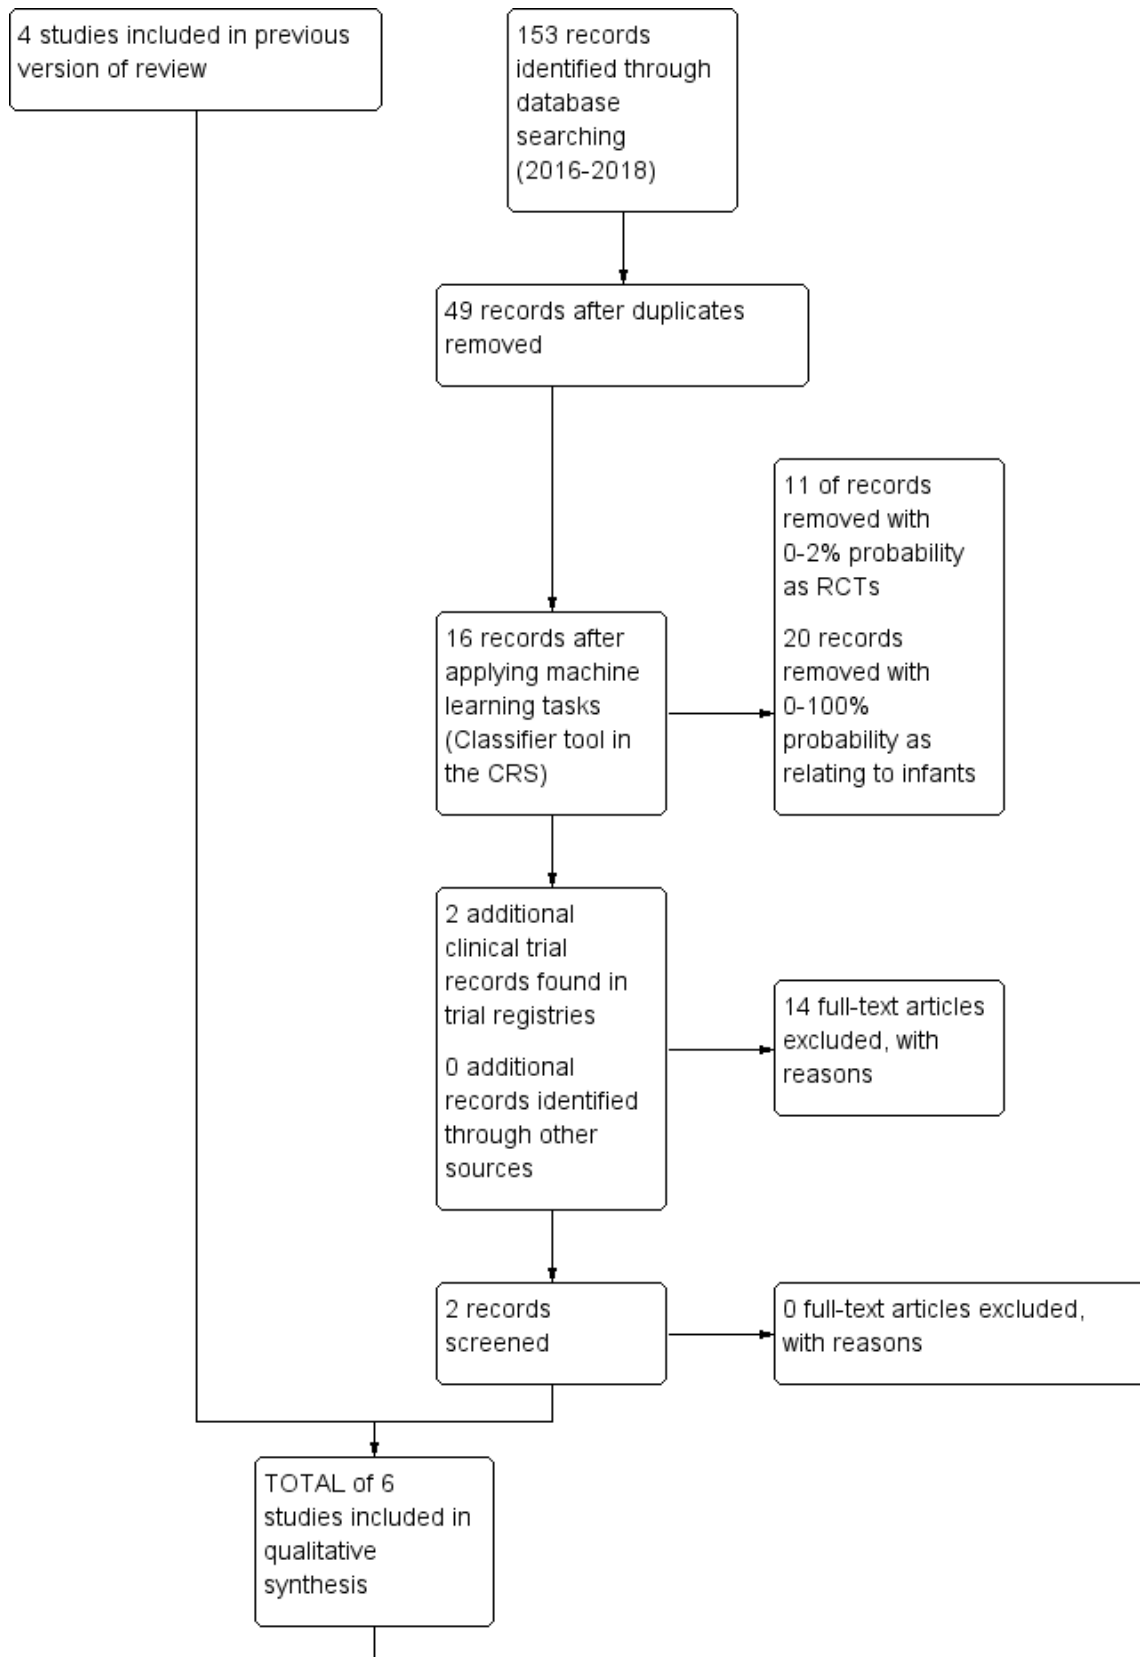 4 studies included in previous
version of review
153 records
identified through
database
searching
(2016-2018)
49 records after duplicates
removed
11 of records
removed with
0-2% probability
as RCTs
20 records
removed with
0-100%
probability as
relating to infants
16 records after
applying machine
learning tasks
(Classifier tool in
the CRS)
2 additional
clinical trial
records found in
trial registries
0 additional
records identified
through other
sources
14 full-text articles
excluded, with
reasons
2 records
screened
0 full-text articles excluded,
with reasons
TOTAL of 6
studies included in
qualitative
synthesis